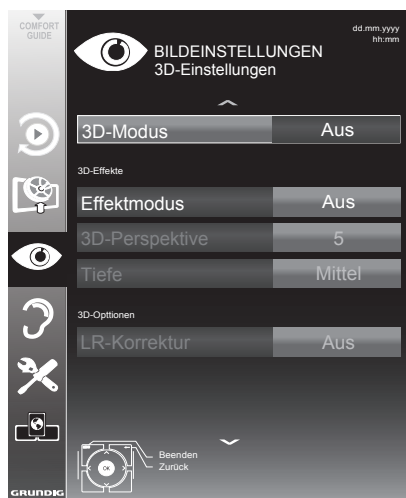 COMFORT
GUIDE
dd.mm.yyyy
hh:mm
BILDEINSTELLUNGEN
3D-Einstellungen
3D-Modus Aus
3D-Effekte
Effektmodus Aus
3D-Perspektive 5
Tiefe Mittel
3D-Opttionen
LR-Korrektur Aus
Beenden
Zurück
OK
GRUNDIG